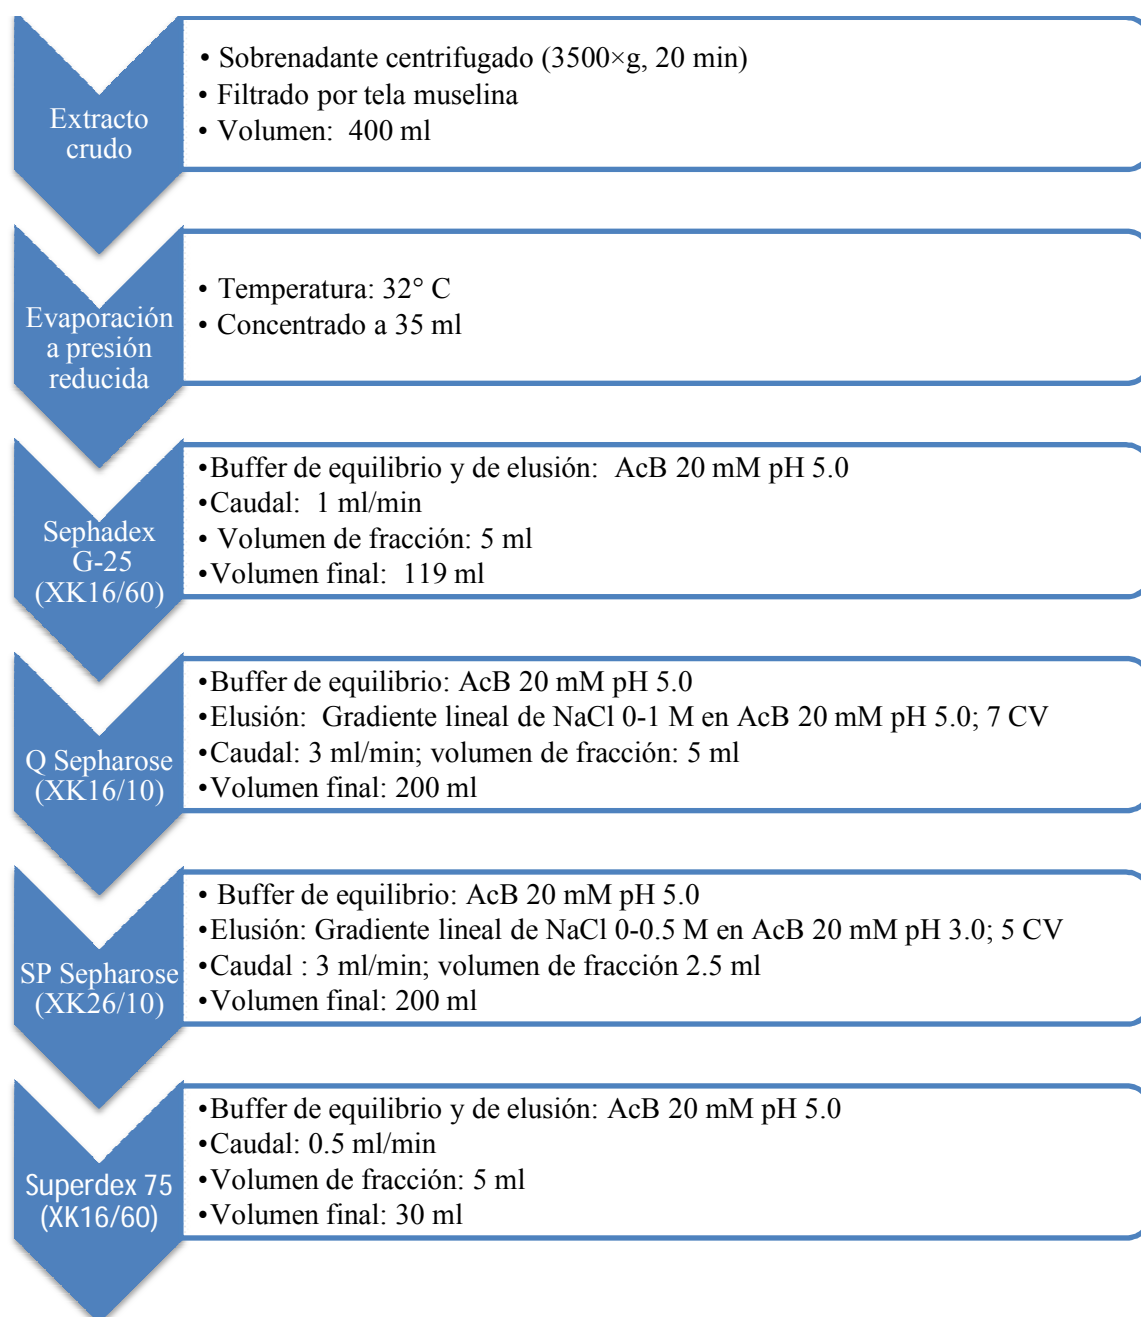 Extracto
crudo
• Sobrenadante centrifugado (3500×g, 20 min)
• Filtrado por tela muselina
• Volumen: 400 ml
Evaporación
a presión
reducida
• Temperatura: 32° C
• Concentrado a 35 ml
Sephadex
G-25
(XK16/60)
•Buffer de equilibrio y de elusión: AcB 20 mM pH 5.0
•Caudal: 1 ml/min
• Volumen de fracción: 5 ml
•Volumen final: 119 ml
Q Sepharose
(XK16/10)
•Buffer de equilibrio: AcB 20 mM pH 5.0
•Elusión: Gradiente lineal de NaCl 0-1 M en AcB 20 mM pH 5.0; 7 CV
•Caudal: 3 ml/min; volumen de fracción: 5 ml
•Volumen final: 200 ml
SP Sepharose
(XK26/10)
• Buffer de equilibrio: AcB 20 mM pH 5.0
•Elusión: Gradiente lineal de NaCl 0-0.5 M en AcB 20 mM pH 3.0; 5 CV
•Caudal : 3 ml/min; volumen de fracción 2.5 ml
•Volumen final: 200 ml
Superdex 75
(XK16/60)
•Buffer de equilibrio y de elusión: AcB 20 mM pH 5.0
•Caudal: 0.5 ml/min
•Volumen de fracción: 5 ml
•Volumen final: 30 ml